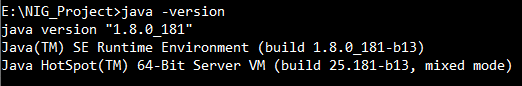 E:\NIG_Project>java -version
java version "1.8.0_181"
Java(TM) SE Runtime Environment (build 1.8.0_181-b13)
Java HotSpot(TM) 64-Bit Server VM (build 25.181-b13, mixed mode)